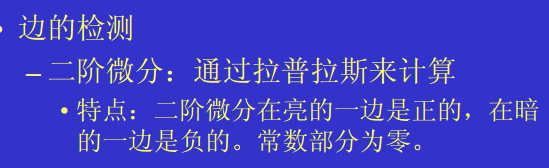 • 边的检测
– 二阶微分：通过拉普拉斯来计算
• 特点：二阶微分在亮的一边是正的，在暗
的一边是负的。常数部分为零。